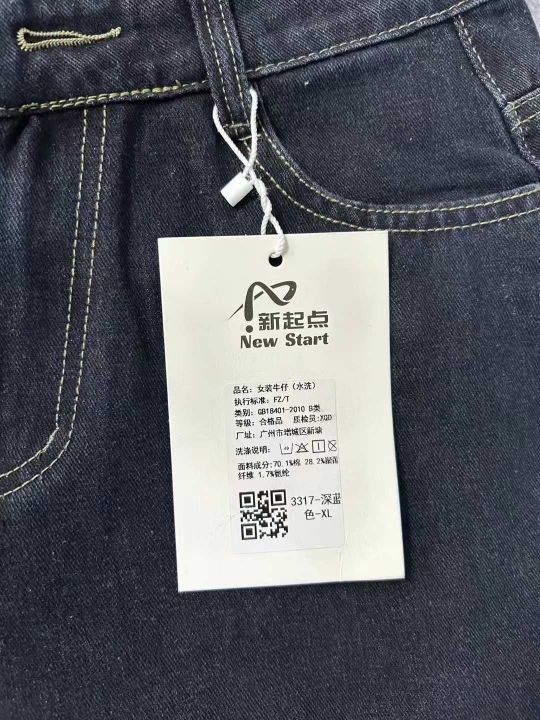 新起点
New Start
品名：女装牛仔（水洗）
执行标准：FZ/T
类别：GB18401-2010 B类
等级：合格品 质检员:ZGD
厂址：广州市增城区新塘
洗涤说明：
面料成分:70.1%棉 28.2%聚酯
纤维 1.7%氨纶
3317-深蓝
色-XL